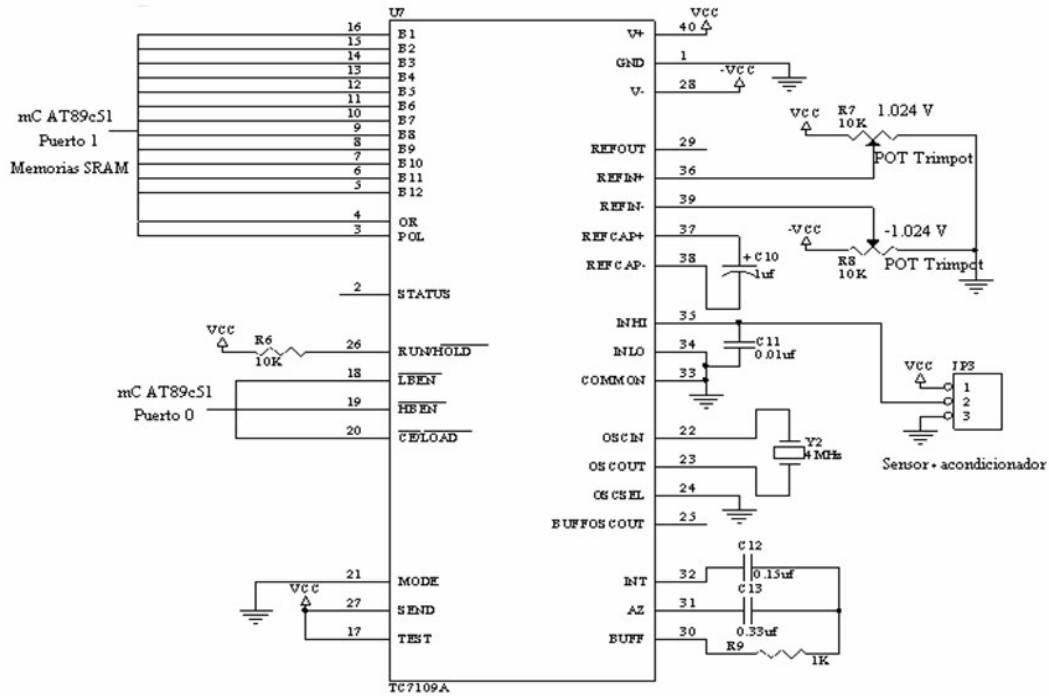 U7
16 B1
15 B2
14 B3
13 B4
12 B5
11 B6
10 B7
9 B8
8 B9
7 B10
6 B11
5 B12
4 OR
3 POL
mC AT89c51
Puerto 1
Memorias SRAM
2 STATUS
VCC
R6
10K
26 RUN/HOLD
18 LBEN
19 HBEN
20 CE/LOAD
mC AT89c51
Puerto 0
21 MODE
VCC
27 SEND
17 TEST
TC7109A
V+ 40 VCC
GND 1
V- 28 -VCC
REFOUT 29
REFIN+ 36
REFIN- 39
REFCAP+ 37
REFCAP- 38
VCC
R7
10K
1.024 V
POT Trimpot
-VCC
R8
10K
-1.024 V
POT Trimpot
+ C10
1uf
INHI 35
INLO 34
COMMON 33
C11
0.01uf
VCC
JP3
1
2
3
Sensor + acondicionador
OSCIN 22
OSCOUT 23
OSCSEL 24
BUFFOSCOUT 25
Y2
4 MHs
INT 32
AZ 31
BUFF 30
C12
0.15uf
C13
0.33uf
R9
1K